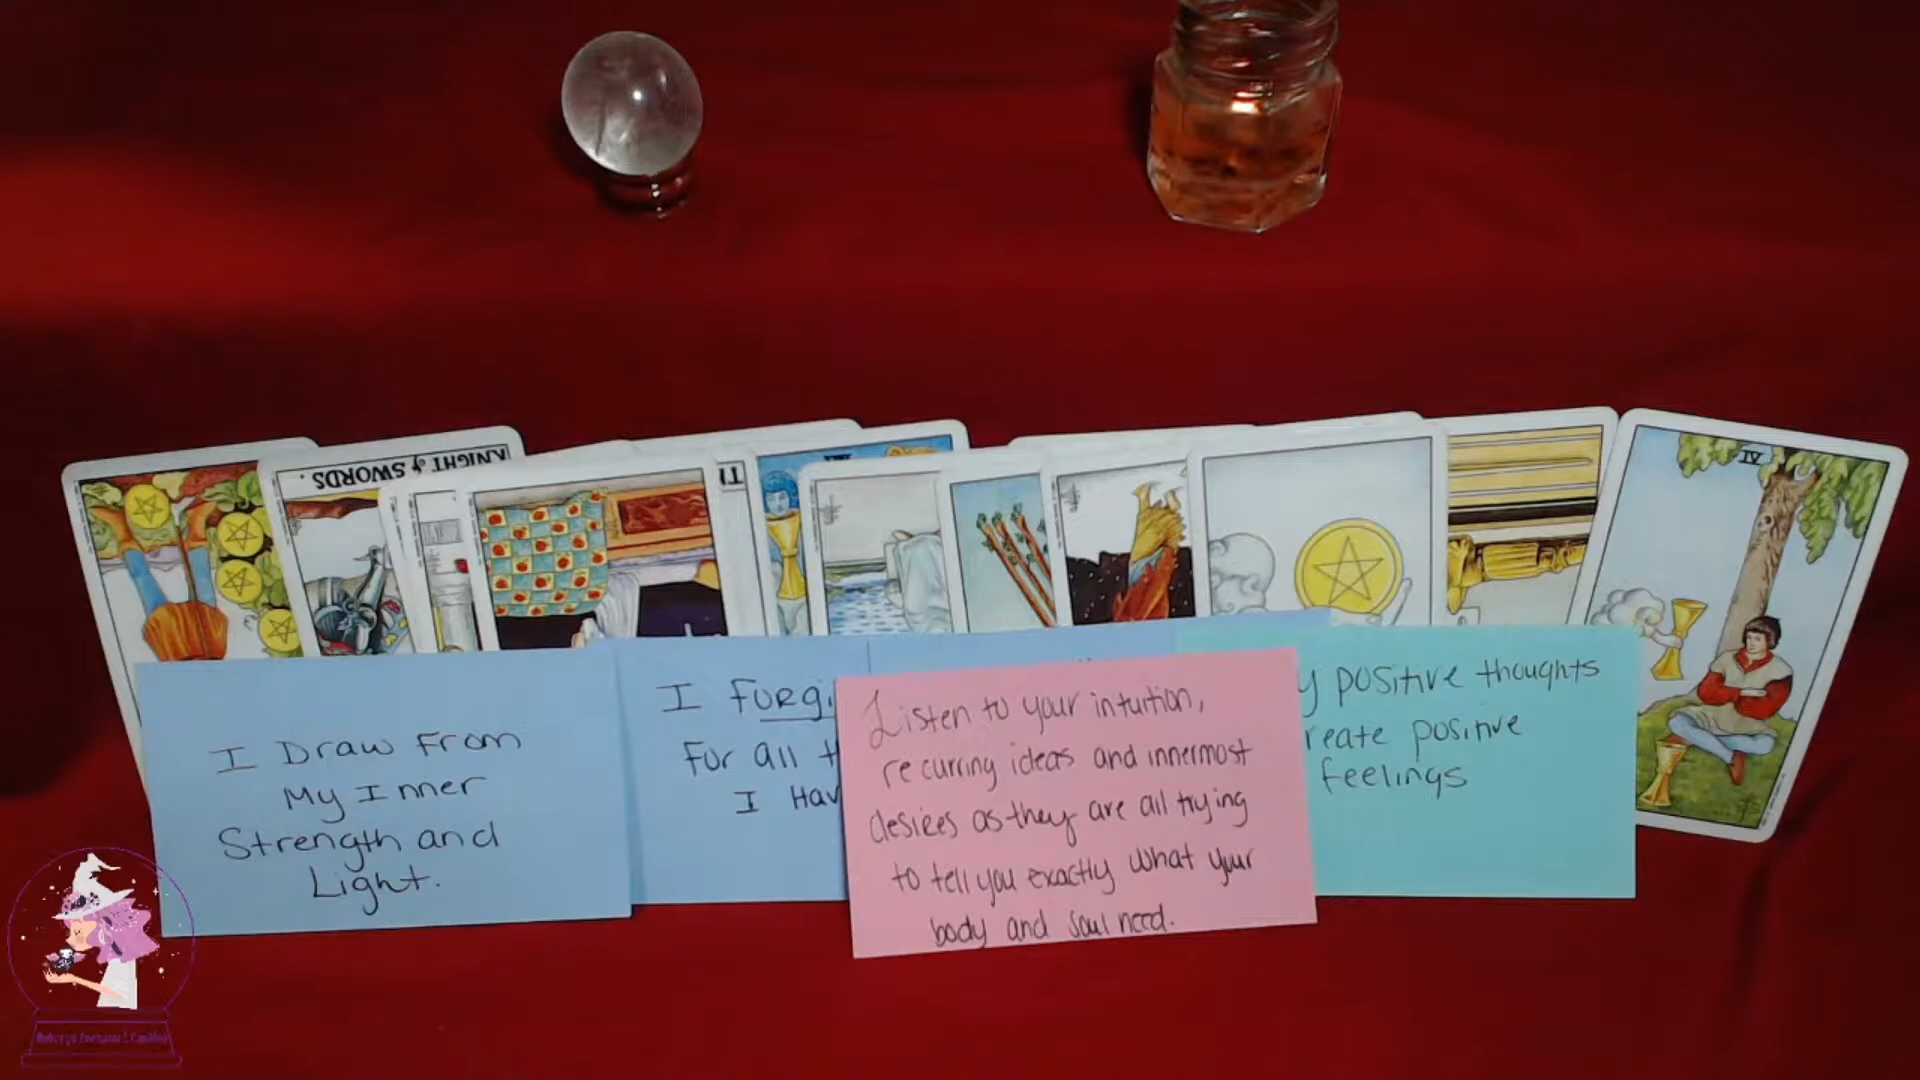 KNIGHT of SWORDS.
VI
I Draw From
My Inner
Strength and
Light.
I
For all
I
Listen to your intuition,
recurring ideas and innermost
desires as they are all trying
to tell you exactly what your
body and soul need.
positive thoughts
positive
feelings